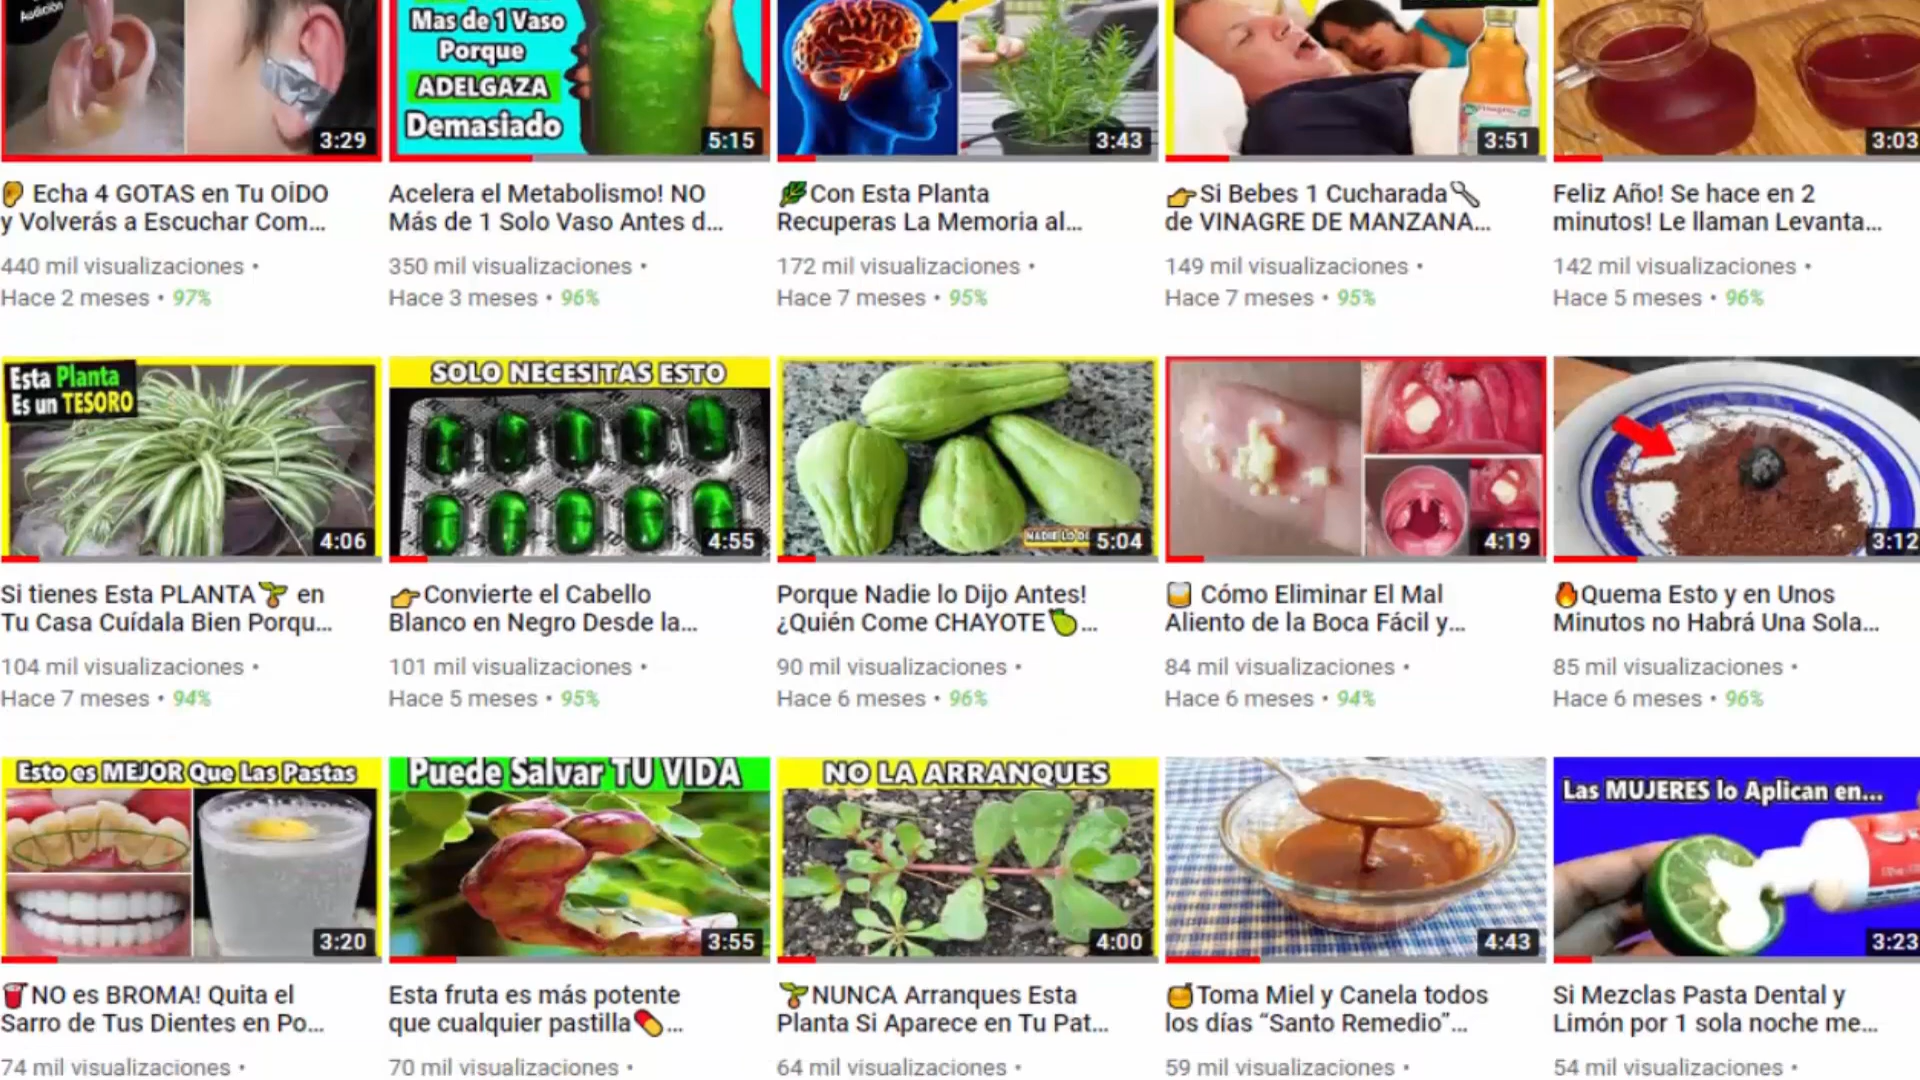 Audición
3:29
Mas de 1 Vaso
Porque
ADELGAZA
Demasiado
5:15
3:43
3:51
3:03
Echa 4 GOTAS en Tu OÍDO
y Volverás a Escuchar Com...
440 mil visualizaciones •
Hace 2 meses • 97%
Acelera el Metabolismo! NO
Más de 1 Solo Vaso Antes d...
350 mil visualizaciones •
Hace 3 meses • 96%
Con Esta Planta
Recuperas La Memoria al...
172 mil visualizaciones •
Hace 7 meses • 95%
Si Bebes 1 Cucharada
de VINAGRE DE MANZANA...
149 mil visualizaciones •
Hace 7 meses • 95%
Feliz Año! Se hace en 2
minutos! Le llaman Levanta...
142 mil visualizaciones •
Hace 5 meses • 96%
Esta Planta
Es un TESORO
4:06
SOLO NECESITAS ESTO
4:55
NADIE LO
5:04
4:19
3:12
Si tienes Esta PLANTA en
Tu Casa Cuídala Bien Porqu...
104 mil visualizaciones •
Hace 7 meses • 94%
Convierte el Cabello
Blanco en Negro Desde la...
101 mil visualizaciones •
Hace 5 meses • 95%
Porque Nadie lo Dijo Antes!
¿Quién Come CHAYOTE...
90 mil visualizaciones •
Hace 6 meses • 96%
Cómo Eliminar El Mal
Aliento de la Boca Fácil y...
84 mil visualizaciones •
Hace 6 meses • 94%
Quema Esto y en Unos
Minutos no Habrá Una Sola...
85 mil visualizaciones •
Hace 6 meses • 96%
Esto es MEJOR Que Las Pastas
3:20
Puede Salvar TU VIDA
3:55
NO LA ARRANQUES
4:00
4:43
Las MUJERES lo Aplican en...
3:23
NO es BROMA! Quita el
Sarro de Tus Dientes en Po...
74 mil visualizaciones •
Esta fruta es más potente
que cualquier pastilla...
70 mil visualizaciones •
NUNCA Arranques Esta
Planta Si Aparece en Tu Pat...
64 mil visualizaciones •
Toma Miel y Canela todos
los días “Santo Remedio”...
59 mil visualizaciones •
Si Mezclas Pasta Dental y
Limón por 1 sola noche me...
54 mil visualizaciones •